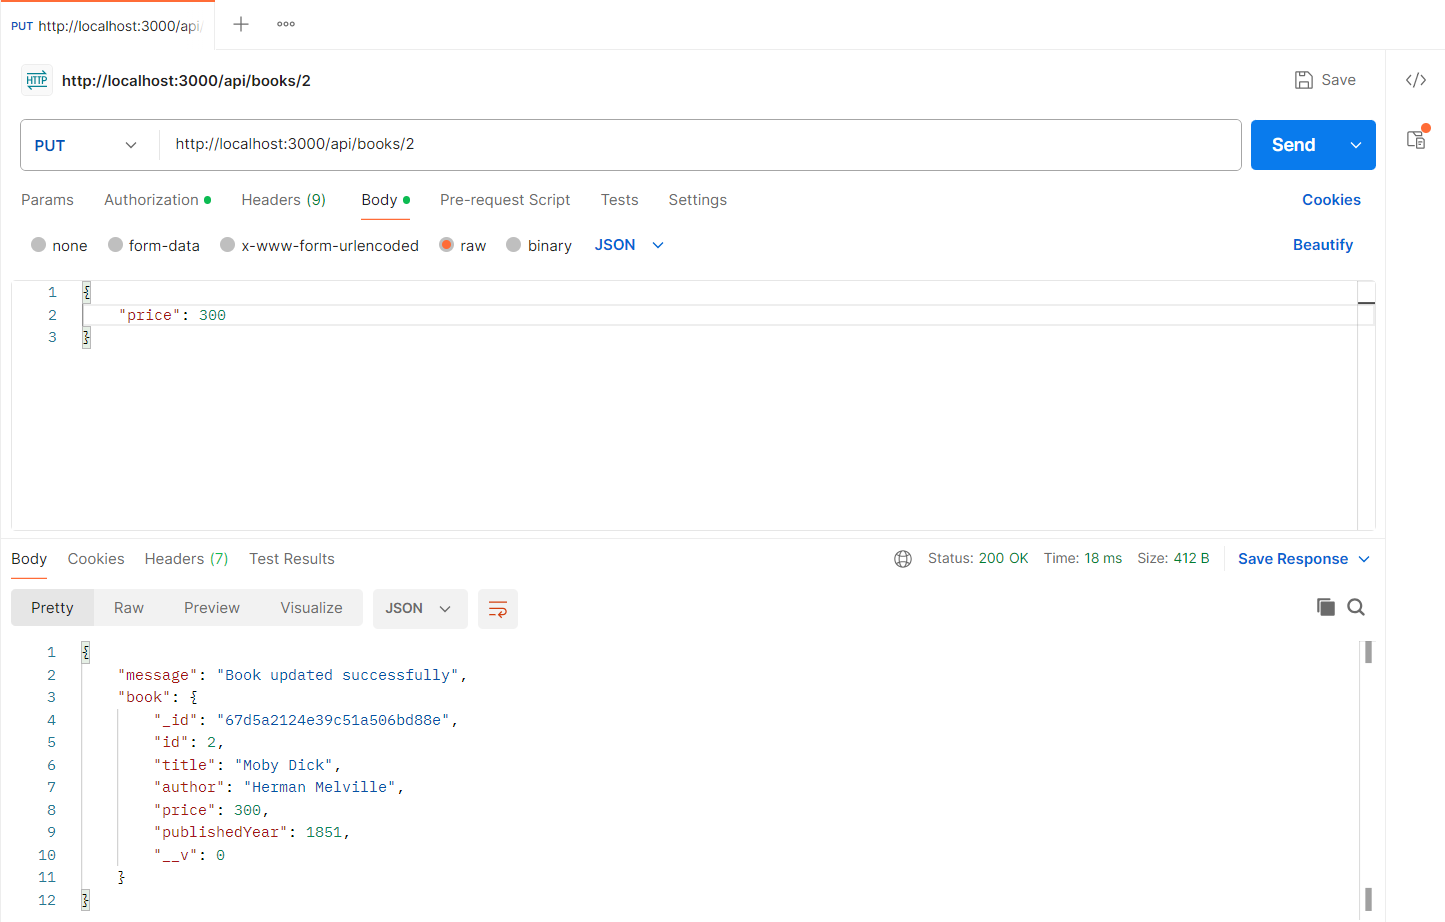 PUT http://localhost:3000/api/
HTTP http://localhost:3000/api/books/2
Save
PUT http://localhost:3000/api/books/2
Send
Params Authorization Headers (9) Body Pre-request Script Tests Settings Cookies
none form-data x-www-form-urlencoded raw binary JSON Beautify
1 {
2 "price": 300
3 }
Body Cookies Headers (7) Test Results Status: 200 OK Time: 18 ms Size: 412 B Save Response
Pretty Raw Preview Visualize JSON
1 {
2 "message": "Book updated successfully",
3 "book": {
4 "_id": "67d5a2124e39c51a506bd88e",
5 "id": 2,
6 "title": "Moby Dick",
7 "author": "Herman Melville",
8 "price": 300,
9 "publishedYear": 1851,
10 "__v": 0
11 }
12 }